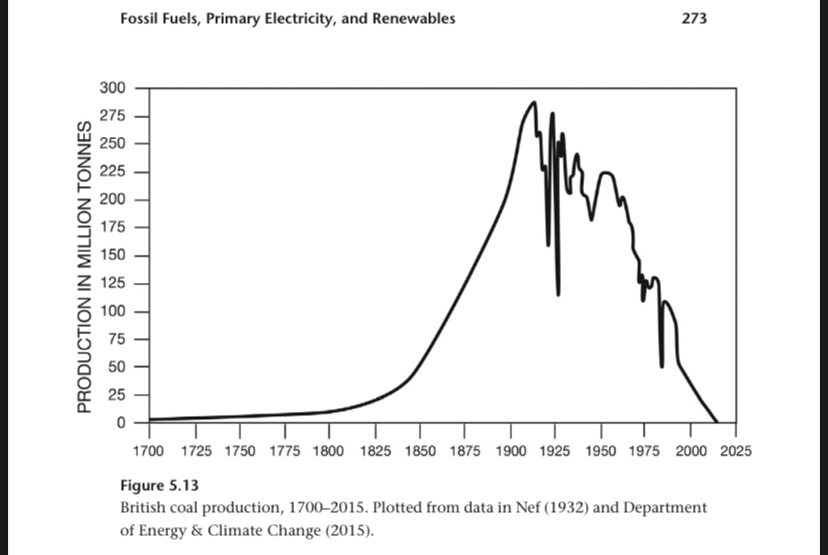 Fossil Fuels, Primary Electricity, and Renewables 273
PRODUCTION IN MILLION TONNES
300
275
250
225
200
175
150
125
100
75
50
25
0
1700 1725 1750 1775 1800 1825 1850 1875 1900 1925 1950 1975 2000 2025
Figure 5.13
British coal production, 1700–2015. Plotted from data in Nef (1932) and Department
of Energy & Climate Change (2015).